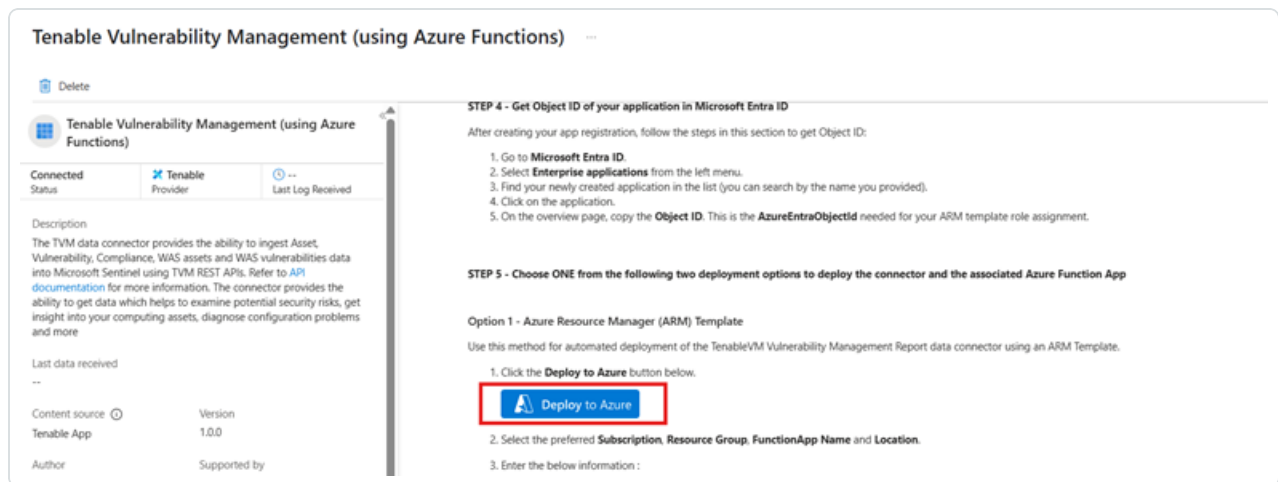 Tenable Vulnerability Management (using Azure Functions) ...
Delete
Tenable Vulnerability Management (using Azure
Functions)
Connected
Status
Tenable
Provider
--
Last Log Received
Description
The TVM data connector provides the ability to ingest Asset,
Vulnerability, Compliance, WAS assets and WAS vulnerabilities data
into Microsoft Sentinel using TVM REST APIs. Refer to API
documentation for more information. The connector provides the
ability to get data which helps to examine potential security risks, get
insight into your computing assets, diagnose configuration problems
and more
Last data received
--
Content source
Tenable App
Version
1.0.0
Author
Supported by
STEP 4 - Get Object ID of your application in Microsoft Entra ID
After creating your app registration, follow the steps in this section to get Object ID:
1. Go to Microsoft Entra ID.
2. Select Enterprise applications from the left menu.
3. Find your newly created application in the list (you can search by the name you provided).
4. Click on the application.
5. On the overview page, copy the Object ID. This is the AzureEntraObjectId needed for your ARM template role assignment.
STEP 5 - Choose ONE from the following two deployment options to deploy the connector and the associated Azure Function App
Option 1 - Azure Resource Manager (ARM) Template
Use this method for automated deployment of the TenableVM Vulnerability Management Report data connector using an ARM Template.
1. Click the Deploy to Azure button below.
Deploy to Azure
2. Select the preferred Subscription, Resource Group, FunctionApp Name and Location.
3. Enter the below information :